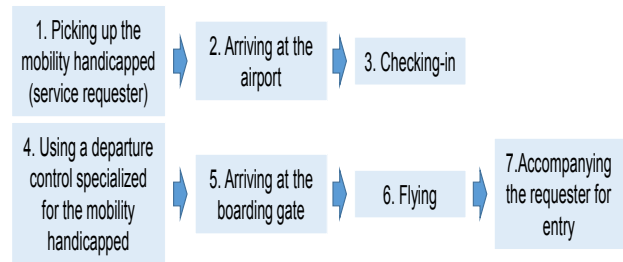 1. Picking up the
mobility handicapped
(service requester)
2. Arriving at the
airport
3. Checking-in
4. Using a departure
control specialized
for the mobility
handicapped
5. Arriving at the
boarding gate
6. Flying
7.Accompanying
the requester for
entry